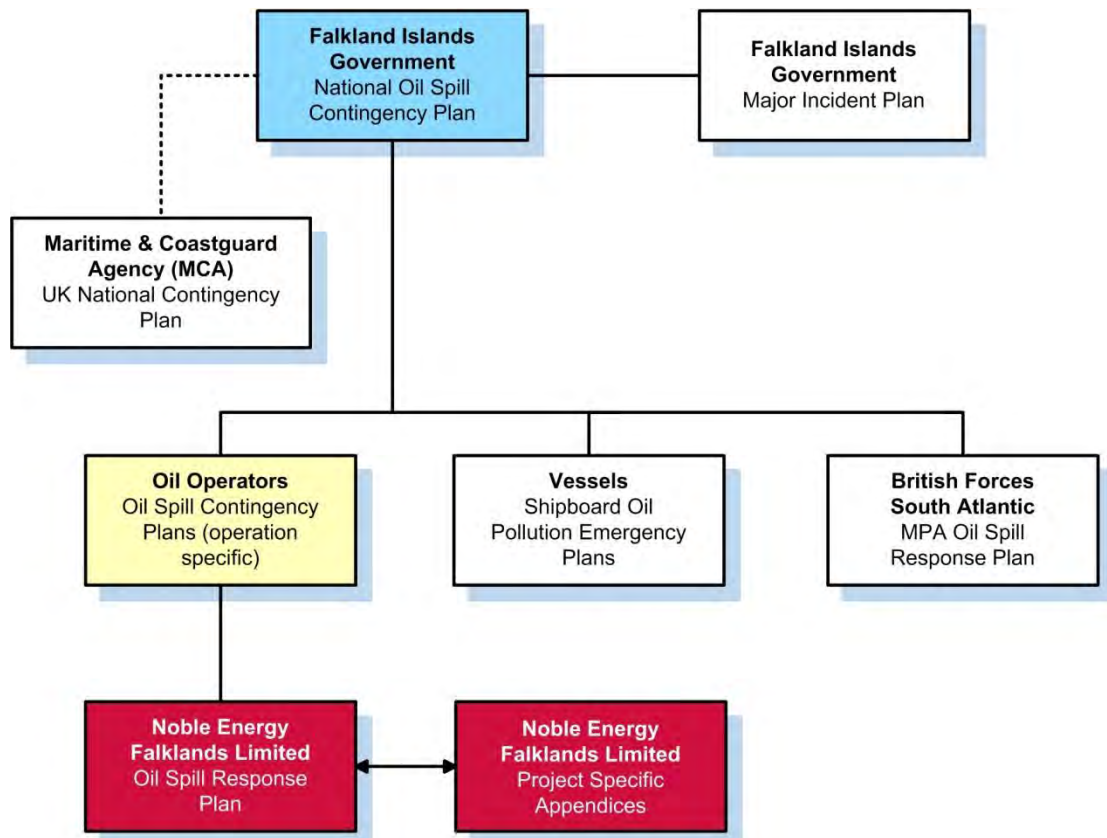 Falkland Islands
Government
National Oil Spill
Contingency Plan
Falkland Islands
Government
Major Incident Plan
Maritime & Coastguard
Agency (MCA)
UK National Contingency
Plan
Oil Operators
Oil Spill Contingency
Plans (operation
specific)
Vessels
Shipboard Oil
Pollution Emergency
Plans
British Forces
South Atlantic
MPA Oil Spill
Response Plan
Noble Energy
Falklands Limited
Oil Spill Response
Plan
Noble Energy
Falklands Limited
Project Specific
Appendices